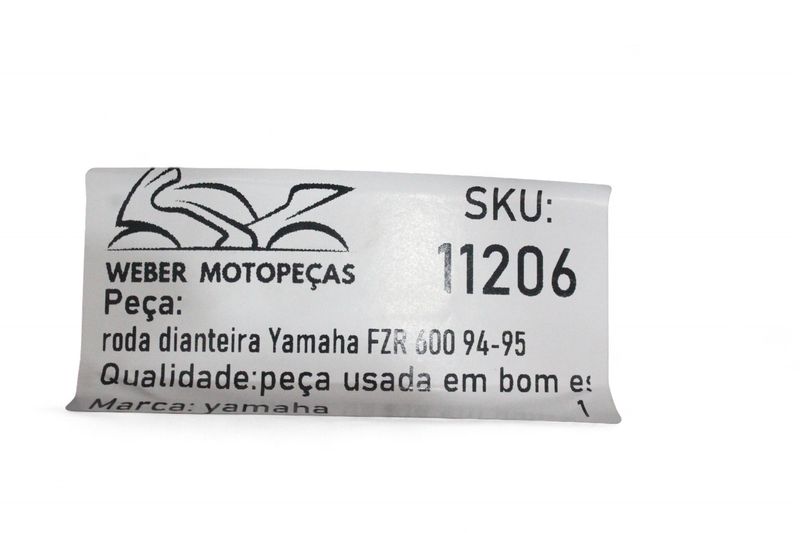 WEBER MOTOPEÇAS
SKU:
11206
Peça:
roda dianteira Yamaha FZR 600 94-95
Qualidade:peça usada em bom
Marca: yamaha
1